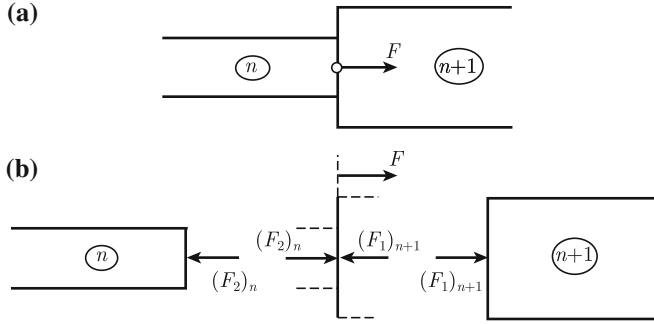 (a)
n
F
n+1
(b)
F
n
(F₂)ₙ
(F₂)ₙ
(F₁)ₙ₊₁
(F₁)ₙ₊₁
n+1